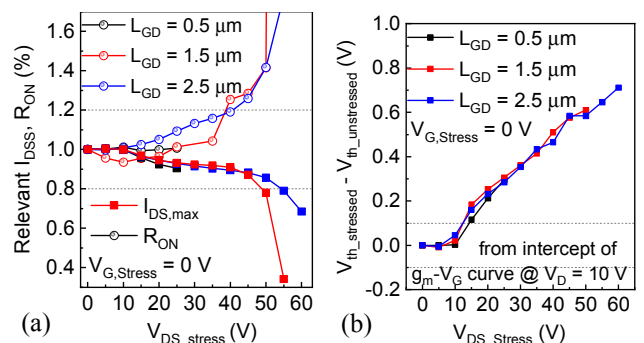 L_GD = 0.5 μm
L_GD = 1.5 μm
L_GD = 2.5 μm
I_DS,max
R_ON
V_G,Stress = 0 V
Relevant I_DSS, R_ON (%)
1.6
1.4
1.2
1.0
0.8
0.6
0.4
0 10 20 30 40 50 60
V_DS_stress (V)
(a)
L_GD = 0.5 μm
L_GD = 1.5 μm
L_GD = 2.5 μm
V_G,Stress = 0 V
from intercept of
g_m-V_G curve @ V_D = 10 V
V_th_stressed - V_th_unstressed (V)
1.0
0.8
0.6
0.4
0.2
0.0
-0.2
0 10 20 30 40 50 60
V_DS_Stress (V)
(b)